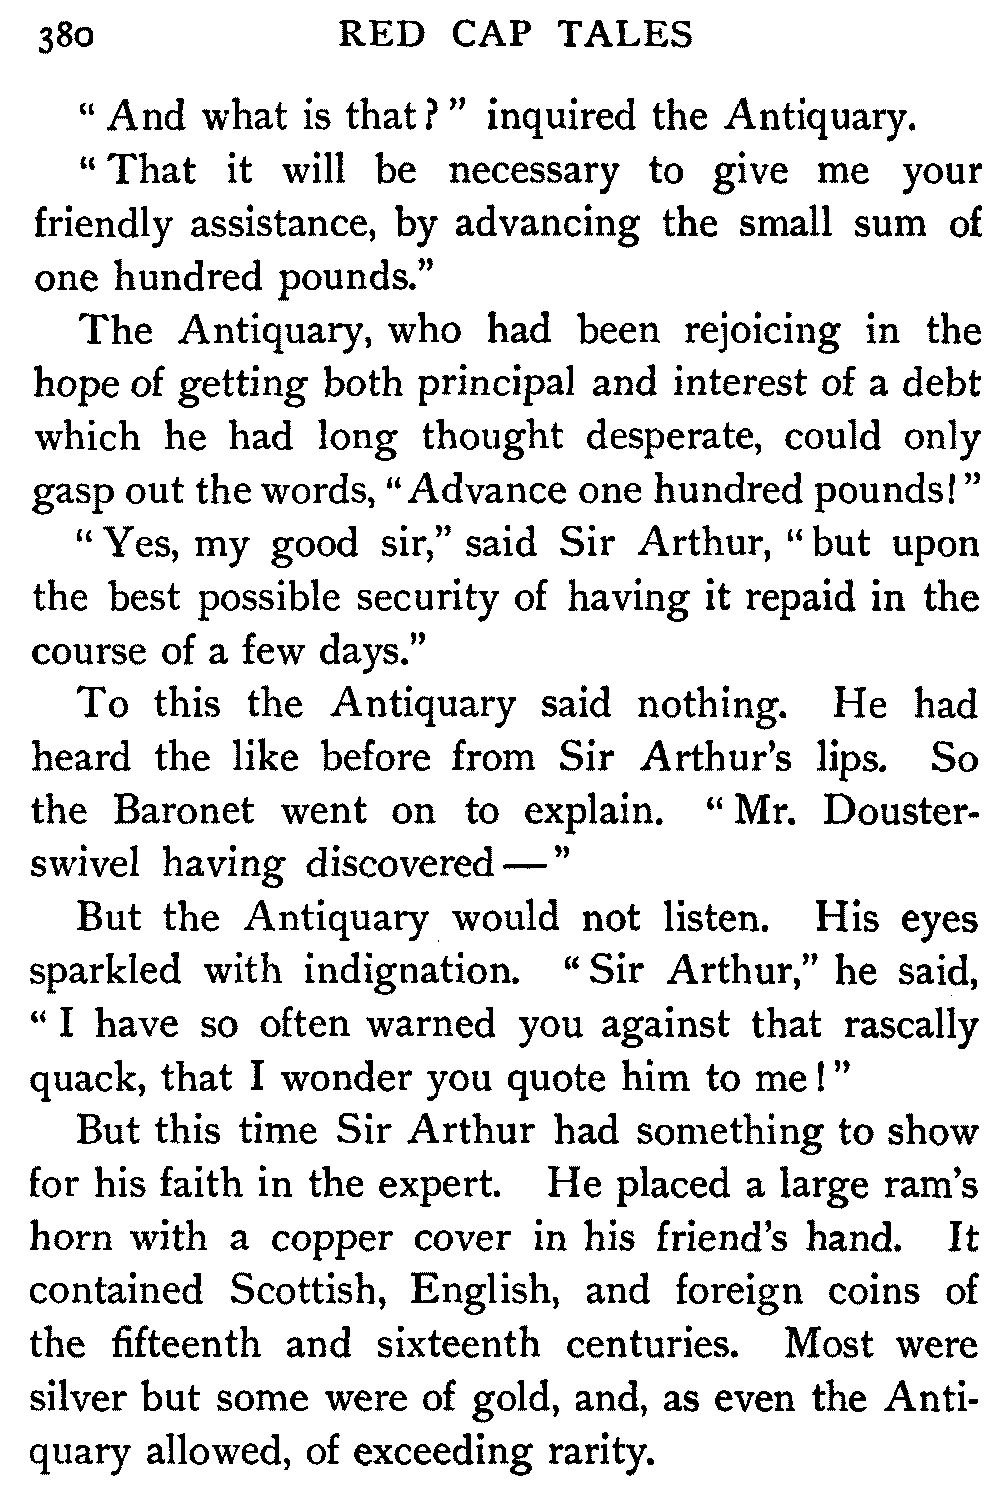 380 RED CAP TALES
“And what is that?” inquired the Antiquary.
“That it will be necessary to give me your
friendly assistance, by advancing the small sum of
one hundred pounds.”
The Antiquary, who had been rejoicing in the
hope of getting both principal and interest of a debt
which he had long thought desperate, could only
gasp out the words, “Advance one hundred pounds!”
“Yes, my good sir,” said Sir Arthur, “but upon
the best possible security of having it repaid in the
course of a few days.”
To this the Antiquary said nothing. He had
heard the like before from Sir Arthur’s lips. So
the Baronet went on to explain. “Mr. Douster-
swivel having discovered—”
But the Antiquary would not listen. His eyes
sparkled with indignation. “Sir Arthur,” he said,
“I have so often warned you against that rascally
quack, that I wonder you quote him to me!”
But this time Sir Arthur had something to show
for his faith in the expert. He placed a large ram’s
horn with a copper cover in his friend’s hand. It
contained Scottish, English, and foreign coins of
the fifteenth and sixteenth centuries. Most were
silver but some were of gold, and, as even the Anti-
quary allowed, of exceeding rarity.